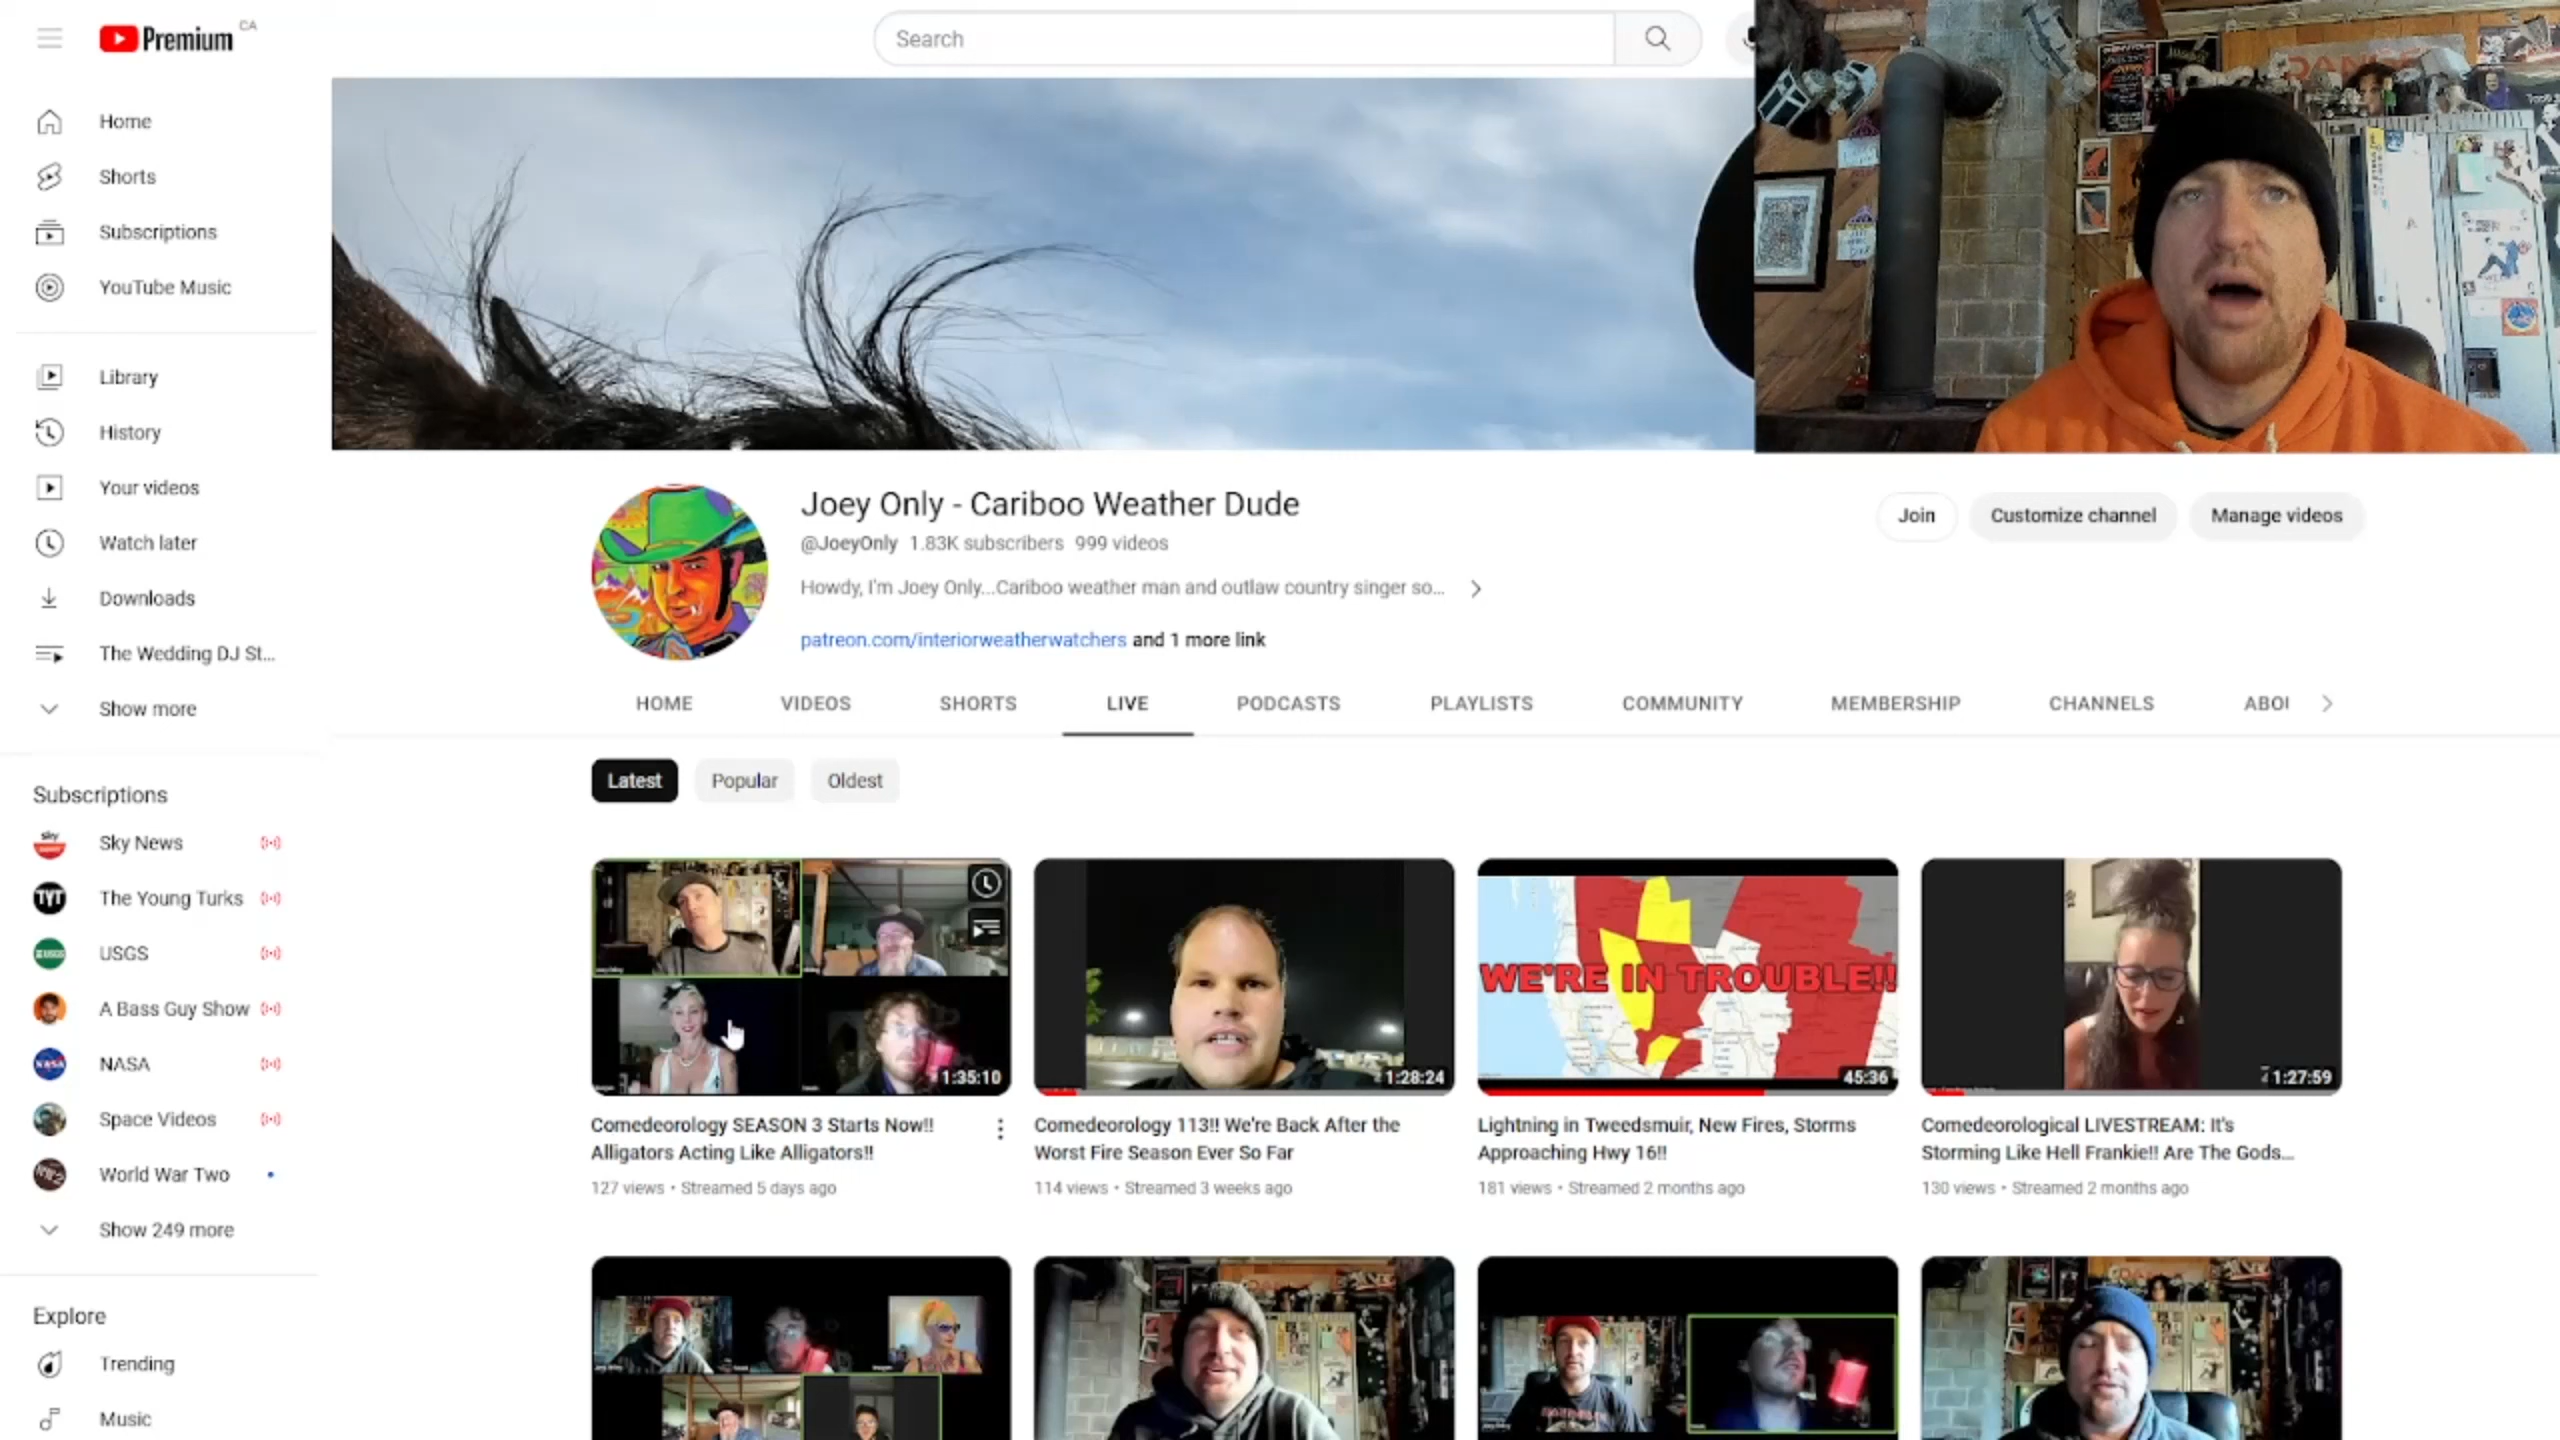 Premium CA
Search
Home
Shorts
Subscriptions
YouTube Music
Library
History
Your videos
Watch later
Downloads
The Wedding DJ St...
Show more
Subscriptions
Sky News
The Young Turks
USGS
A Bass Guy Show
NASA
Space Videos
World War Two
Show 249 more
Explore
Trending
Music
DANGER
Joey Only - Cariboo Weather Dude
@JoeyOnly 1.83K subscribers 999 videos
Howdy, I'm Joey Only...Cariboo weather man and outlaw country singer so...
patreon.com/interiorweatherwatchers and 1 more link
Join
Customize channel
Manage videos
HOME
VIDEOS
SHORTS
LIVE
PODCASTS
PLAYLISTS
COMMUNITY
MEMBERSHIP
CHANNELS
ABOU
Latest
Popular
Oldest
1:35:10
Comedeorology SEASON 3 Starts Now!!
Alligators Acting Like Alligators!!
127 views • Streamed 5 days ago
1:28:24
Comedeorology 113!! We're Back After the
Worst Fire Season Ever So Far
114 views • Streamed 3 weeks ago
WE'RE IN TROUBLE!!
45:36
Lightning in Tweedsmuir, New Fires, Storms
Approaching Hwy 16!!
181 views • Streamed 2 months ago
1:27:59
Comedeorological LIVESTREAM: It's
Storming Like Hell Frankie!! Are The Gods...
130 views • Streamed 2 months ago